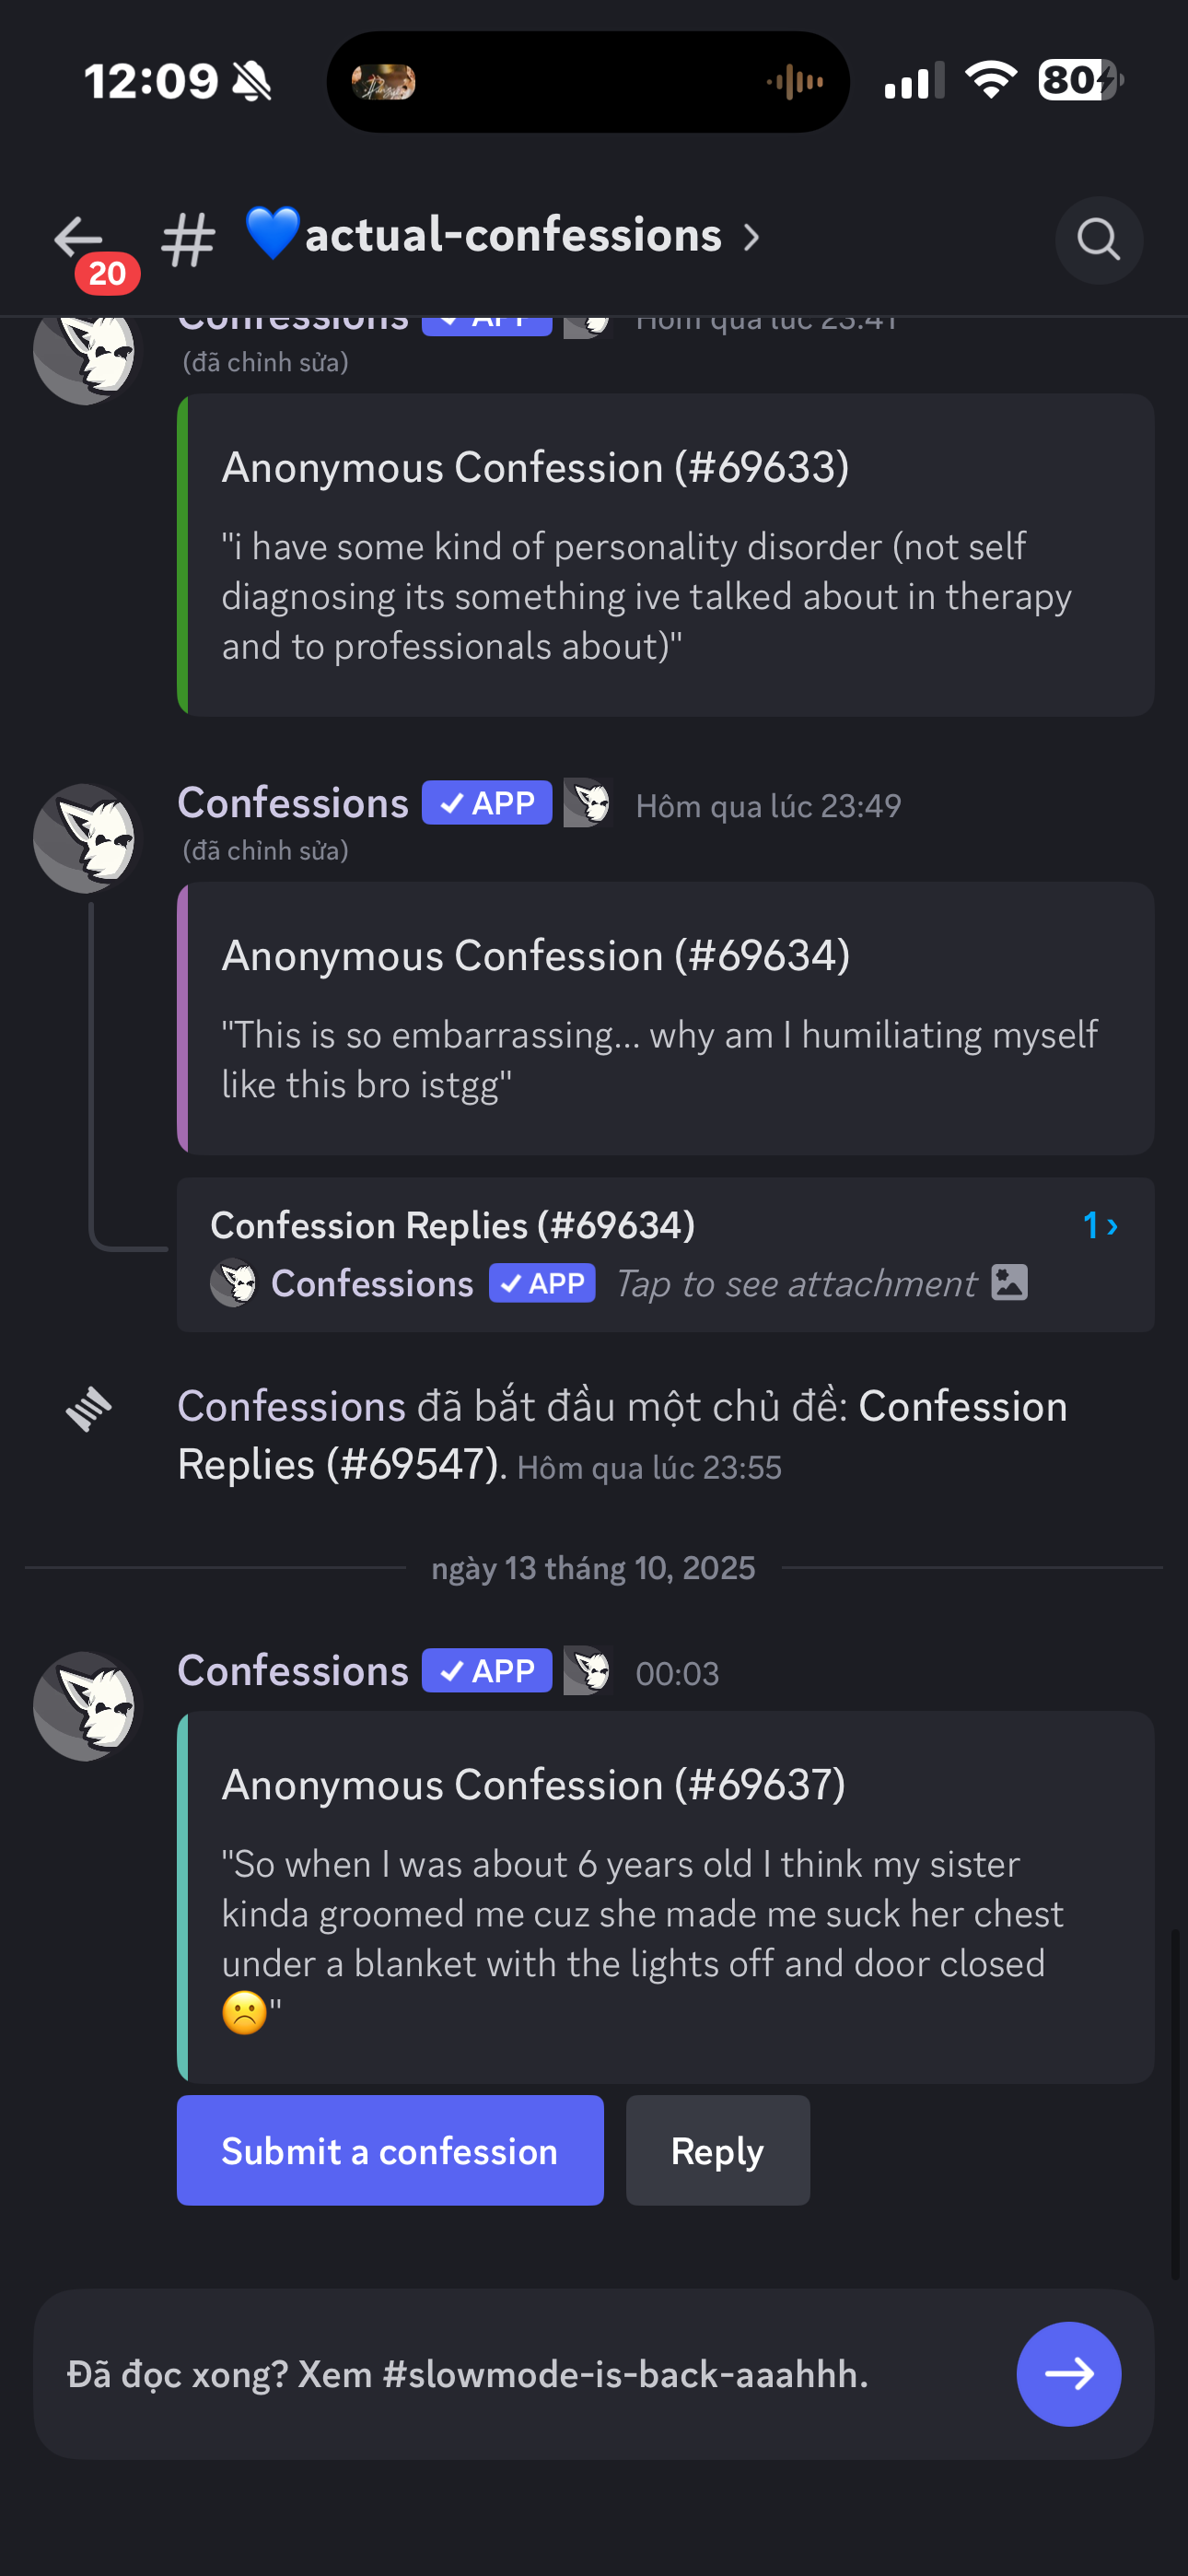 12:09
80
20
# 💙actual-confessions ›
Confessions ✓ APP Hôm qua lúc 23:41
(đã chỉnh sửa)
Anonymous Confession (#69633)
"i have some kind of personality disorder (not self
diagnosing its something ive talked about in therapy
and to professionals about)"
Confessions ✓ APP Hôm qua lúc 23:49
(đã chỉnh sửa)
Anonymous Confession (#69634)
"This is so embarrassing... why am I humiliating myself
like this bro istgg"
Confession Replies (#69634) 1 ›
Confessions ✓ APP Tap to see attachment
Confessions đã bắt đầu một chủ đề: Confession
Replies (#69547). Hôm qua lúc 23:55
ngày 13 tháng 10, 2025
Confessions ✓ APP 00:03
Anonymous Confession (#69637)
"So when I was about 6 years old I think my sister
kinda groomed me cuz she made me suck her chest
under a blanket with the lights off and door closed
☹️"
Submit a confession Reply
Đã đọc xong? Xem #slowmode-is-back-aaahhh.